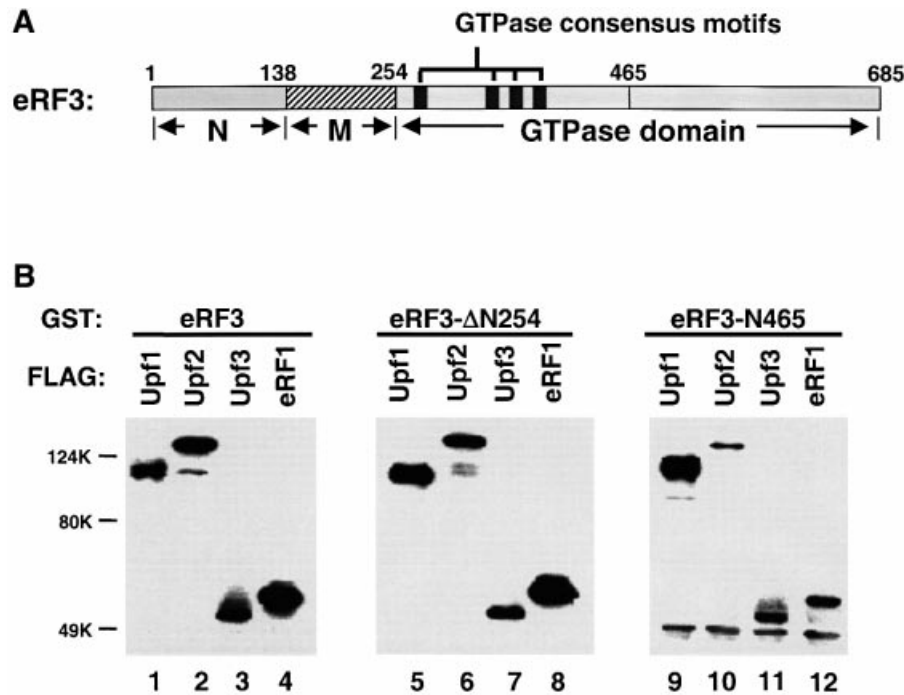 A
GTPase consensus motifs
1 138 254 465 685
eRF3:
N M GTPase domain
B
GST: eRF3 eRF3-ΔN254 eRF3-N465
FLAG: Upf1 Upf2 Upf3 eRF1 Upf1 Upf2 Upf3 eRF1 Upf1 Upf2 Upf3 eRF1
124K
80K
49K
1 2 3 4 5 6 7 8 9 10 11 12